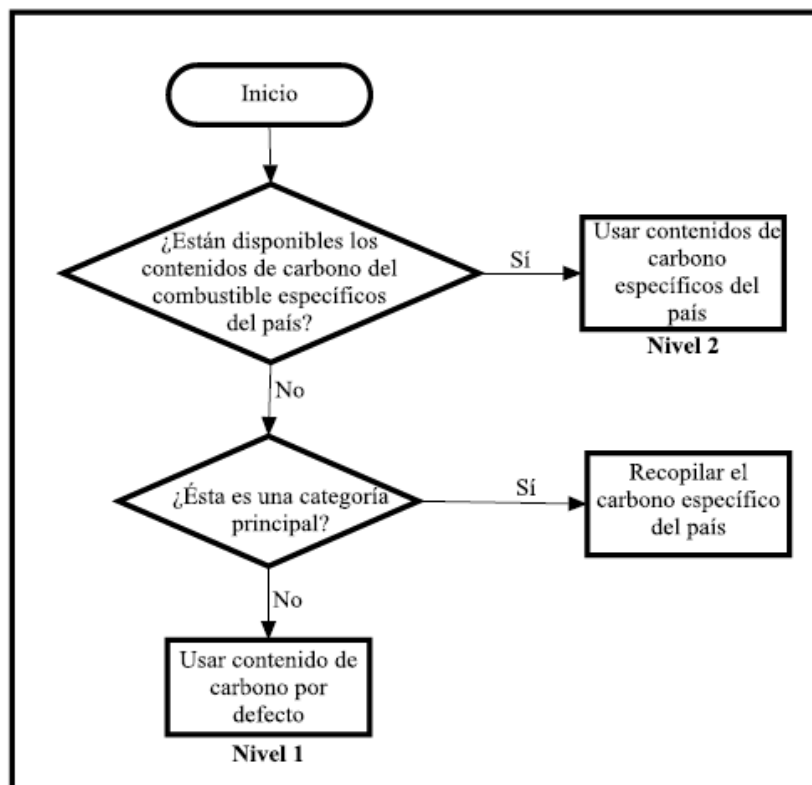 Inicio
¿Están disponibles los
contenidos de carbono del
combustible específicos
del país?
Sí
Usar contenidos de
carbono
específicos del
país
Nivel 2
No
¿Ésta es una categoría
principal?
Sí
Recopilar el
carbono específico
del país
No
Usar contenido de
carbono por
defecto
Nivel 1